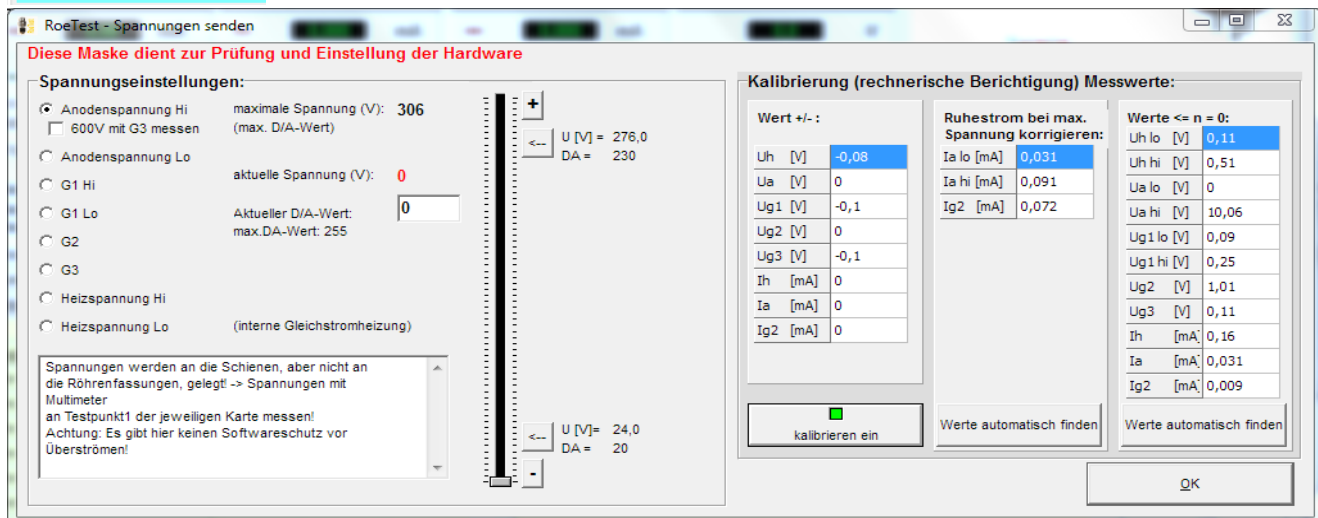 RoeTest - Spannungen senden
Diese Maske dient zur Prüfung und Einstellung der Hardware
Spannungseinstellungen:
Anodenspannung Hi
600V mit G3 messen
Anodenspannung Lo
G1 Hi
G1 Lo
G2
G3
Heizspannung Hi
Heizspannung Lo
maximale Spannung (V): 306
(max. D/A-Wert)
aktuelle Spannung (V): 0
Aktueller D/A-Wert: 0
max.DA-Wert: 255
(interne Gleichstromheizung)
Spannungen werden an die Schienen, aber nicht an
die Röhrenfassungen, gelegt! -> Spannungen mit
Multimeter
an Testpunkt1 der jeweiligen Karte messen!
Achtung: Es gibt hier keinen Softwareschutz vor
Überströmen!
+
<-- U [V] = 276,0
DA = 230
<-- U [V]= 24,0
DA = 20
-
Kalibrierung (rechnerische Berichtigung) Messwerte:
Wert +/- :
Uh [V] -0,08
Ua [V] 0
Ug1 [V] -0,1
Ug2 [V] 0
Ug3 [V] -0,1
Ih [mA] 0
Ia [mA] 0
Ig2 [mA] 0
kalibrieren ein
Ruhestrom bei max.
Spannung korrigieren:
Ia lo [mA] 0,031
Ia hi [mA] 0,091
Ig2 [mA] 0,072
Werte automatisch finden
Werte <= n = 0:
Uh lo [V] 0,11
Uh hi [V] 0,51
Ua lo [V] 0
Ua hi [V] 10,06
Ug1 lo [V] 0,09
Ug1 hi [V] 0,25
Ug2 [V] 1,01
Ug3 [V] 0,11
Ih [mA] 0,16
Ia [mA] 0,031
Ig2 [mA] 0,009
Werte automatisch finden
OK